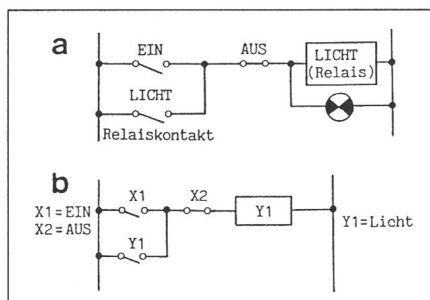 a
EIN
AUS
LICHT
(Relais)
LICHT
Relaiskontakt
b
X1=EIN
X2=AUS
X1
X2
Y1
Y1
Y1=Licht